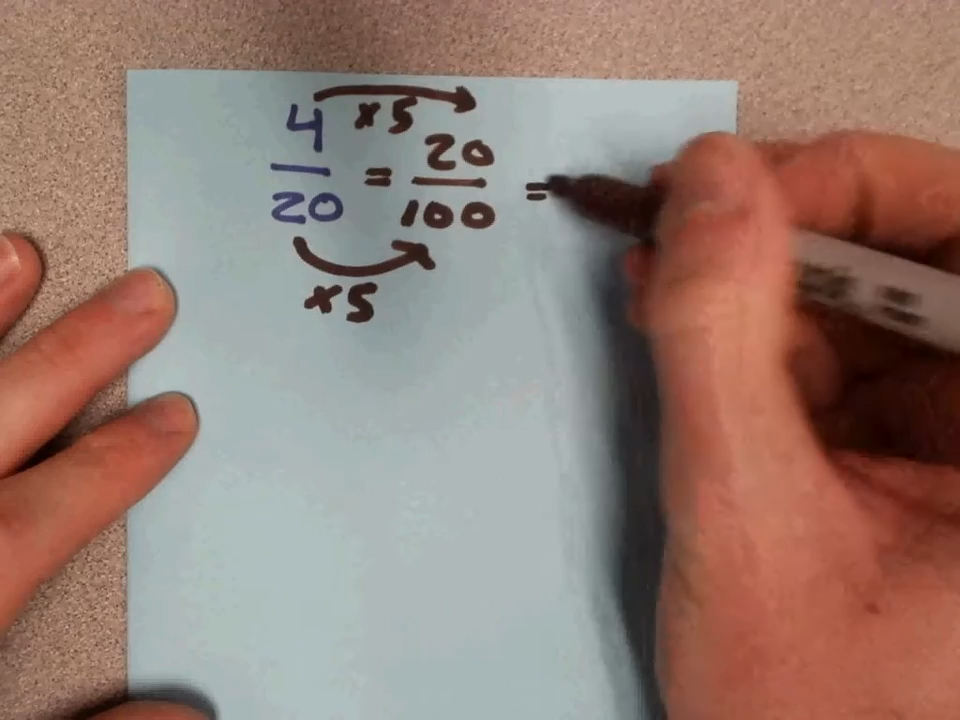 ×5
4/20 = 20/100 =
×5